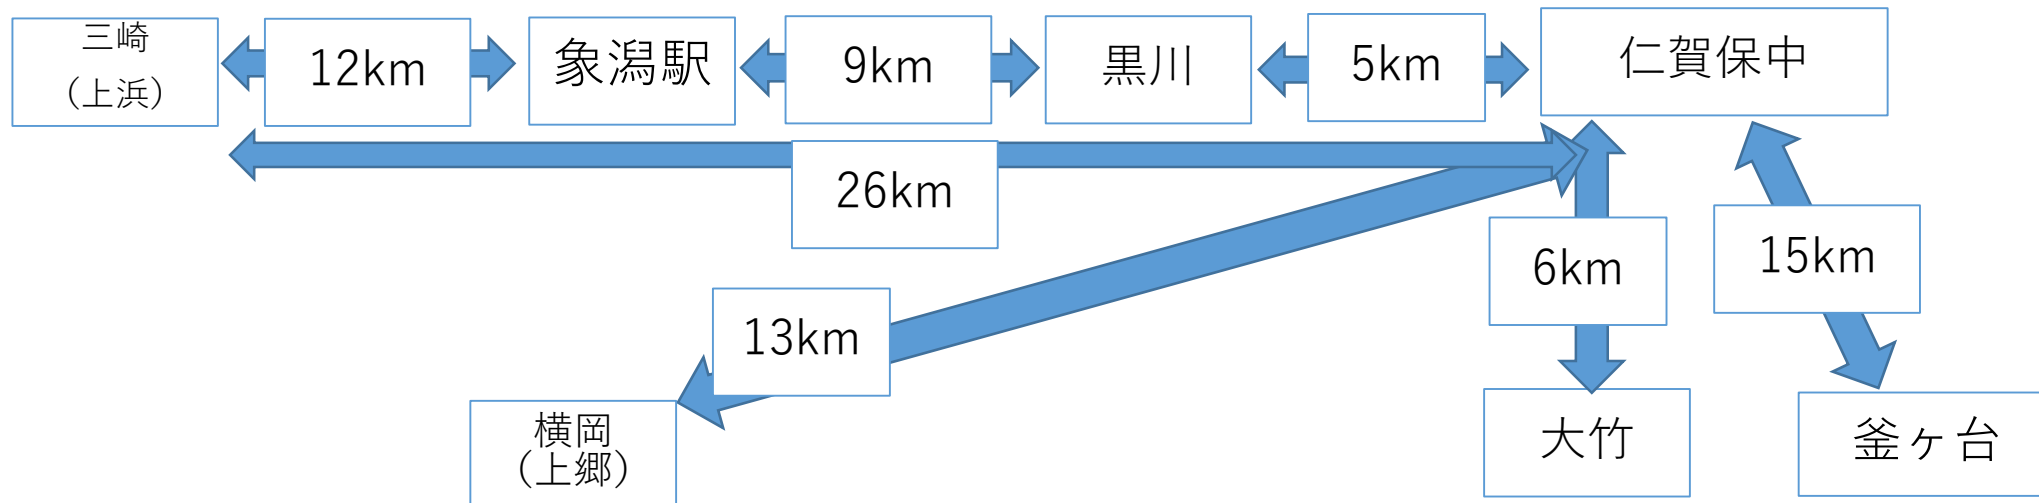 三崎
（上浜）
12km
象潟駅
9km
黒川
5km
仁賀保中
26km
6km
15km
13km
横岡
（上郷）
大竹
釜ヶ台